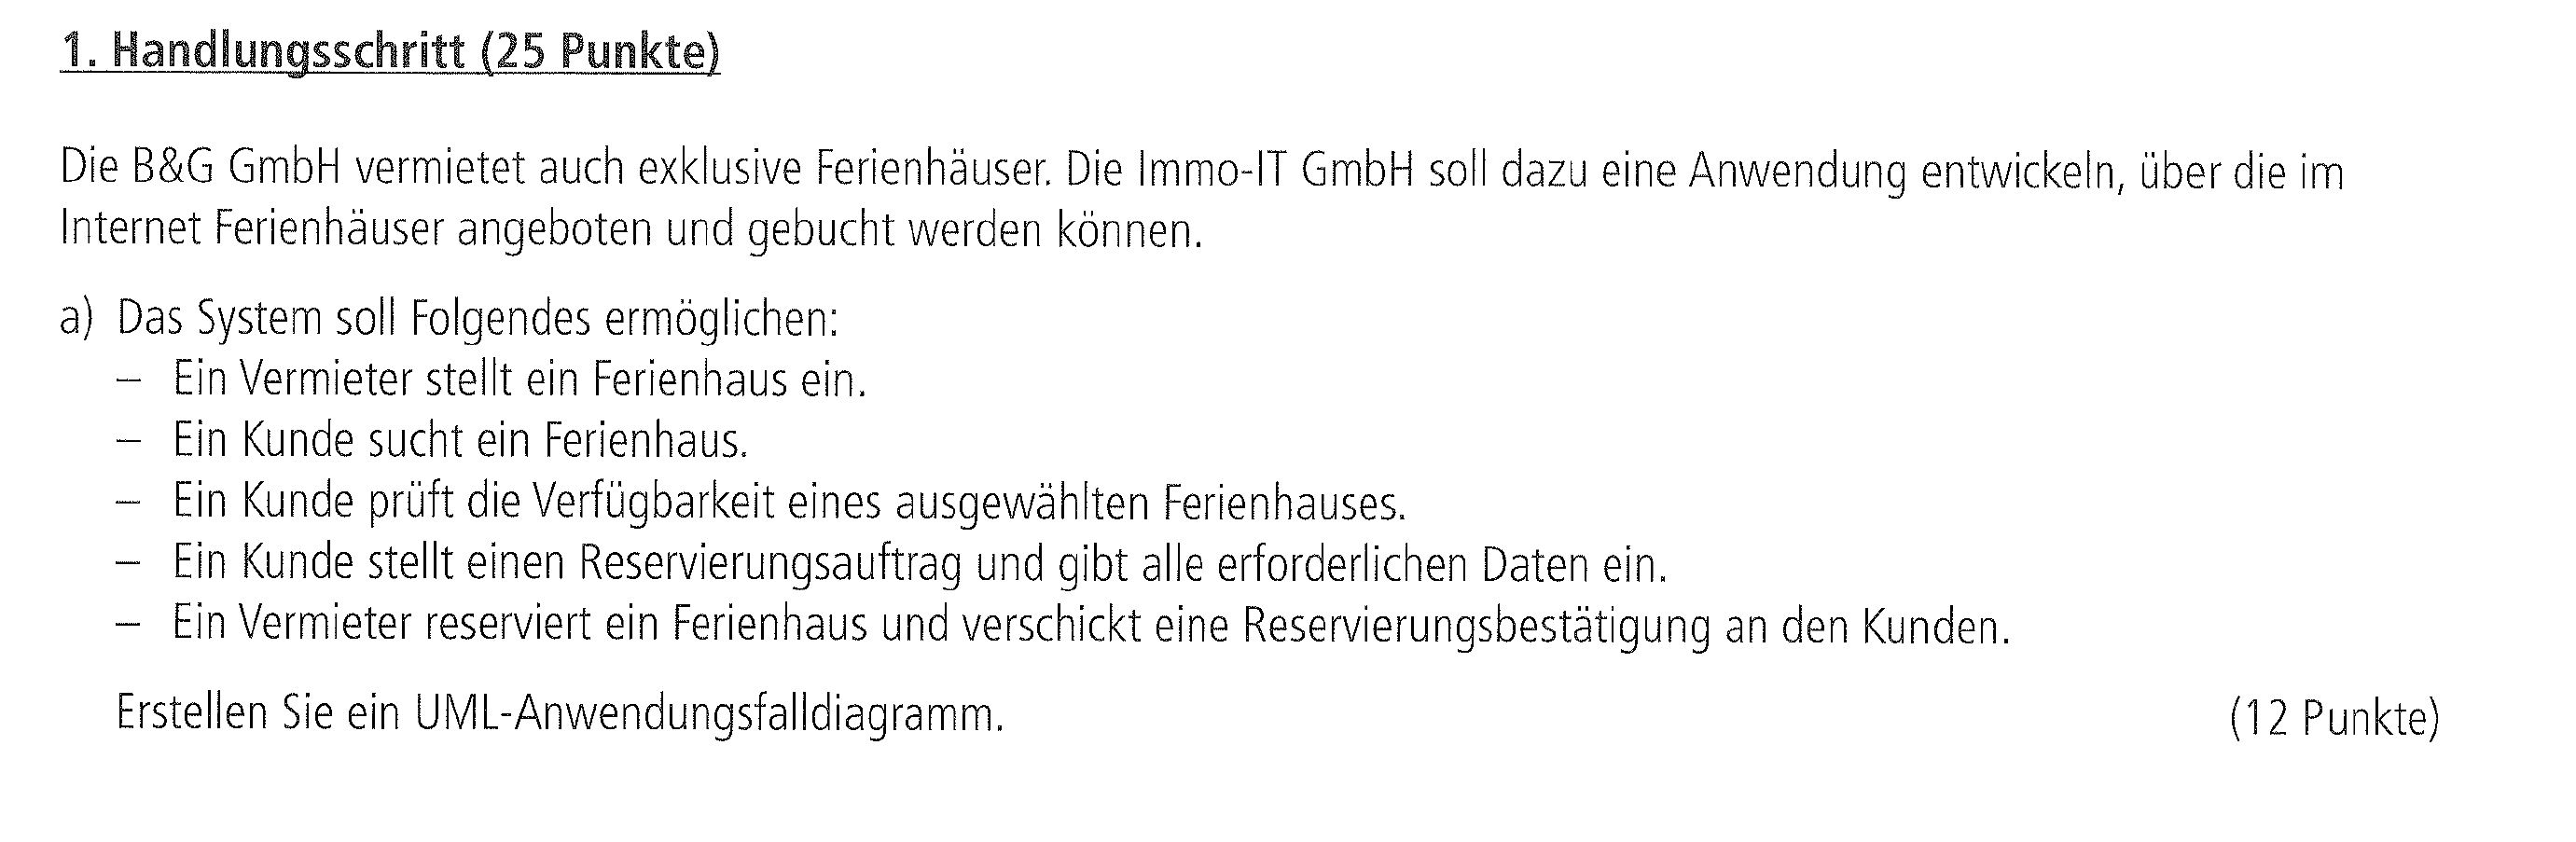 1. Handlungsschritt (25 Punkte)
Die B&G GmbH vermietet auch exklusive Ferienhäuser. Die Immo-IT GmbH soll dazu eine Anwendung entwickeln, über die im
Internet Ferienhäuser angeboten und gebucht werden können.
a) Das System soll Folgendes ermöglichen:
– Ein Vermieter stellt ein Ferienhaus ein.
– Ein Kunde sucht ein Ferienhaus.
– Ein Kunde prüft die Verfügbarkeit eines ausgewählten Ferienhauses.
– Ein Kunde stellt einen Reservierungsauftrag und gibt alle erforderlichen Daten ein.
– Ein Vermieter reserviert ein Ferienhaus und verschickt eine Reservierungsbestätigung an den Kunden.
Erstellen Sie ein UML-Anwendungsfalldiagramm. (12 Punkte)